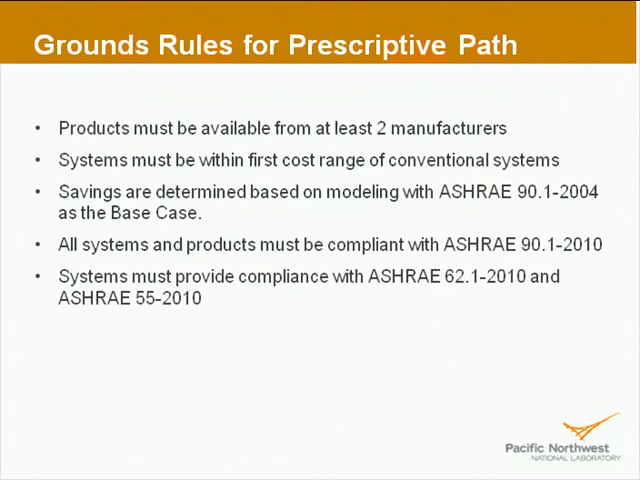 Grounds Rules for Prescriptive Path
• Products must be available from at least 2 manufacturers
• Systems must be within first cost range of conventional systems
• Savings are determined based on modeling with ASHRAE 90.1-2004
as the Base Case.
• All systems and products must be compliant with ASHRAE 90.1-2010
• Systems must provide compliance with ASHRAE 62.1-2010 and
ASHRAE 55-2010
Pacific Northwest
NATIONAL LABORATORY